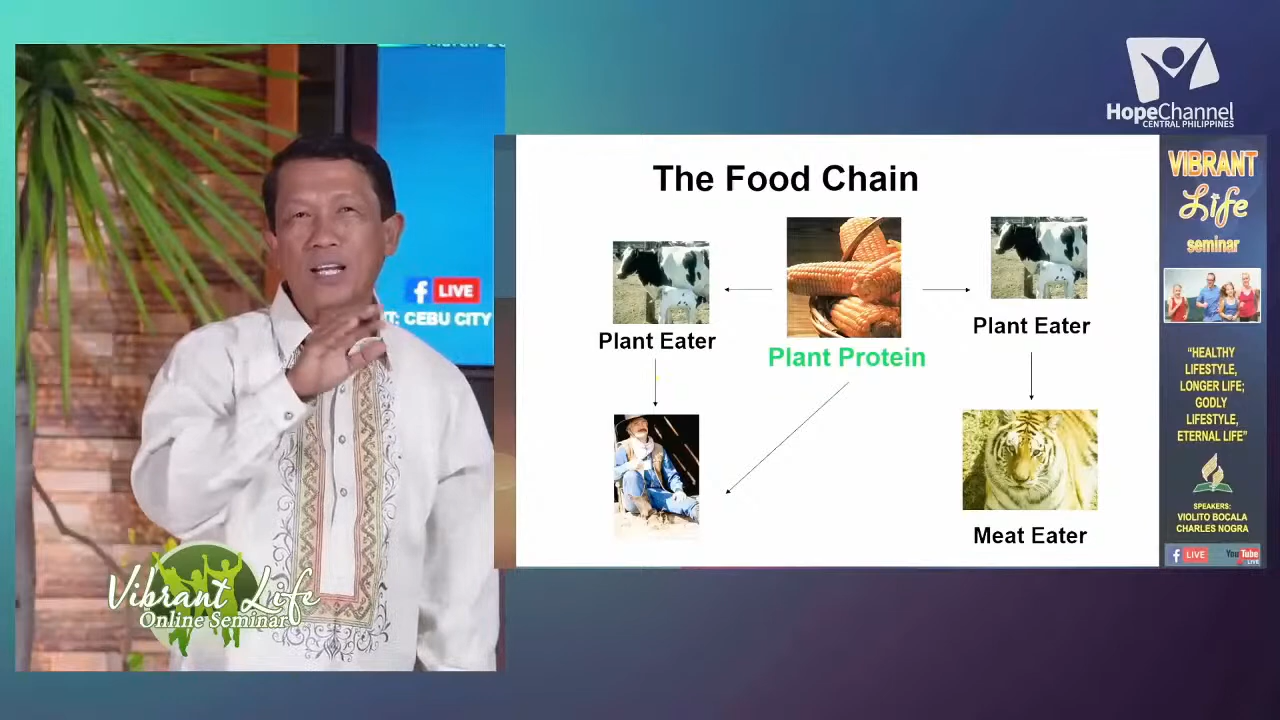 HopeChannel
CENTRAL PHILIPPINES
f LIVE
T: CEBU CITY
Vibrant Life
Online Seminar
The Food Chain
Plant Eater
Plant Protein
Plant Eater
Meat Eater
VIBRANT
Life
seminar
“HEALTHY
LIFESTYLE,
LONGER LIFE;
GODLY
LIFESTYLE,
ETERNAL LIFE”
SPEAKERS:
VIOLITO BOCALA
CHARLES NOGRA
f LIVE
YouTube
LIVE